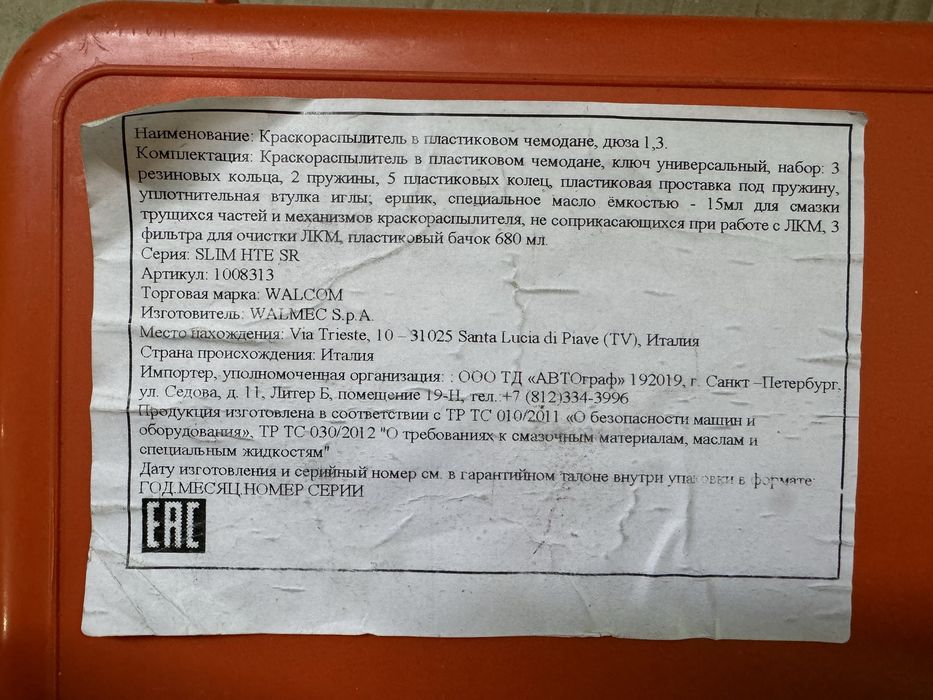 Наименование: Краскораспылитель в пластиковом чемодане, дюза 1,3.
Комплектация: Краскораспылитель в пластиковом чемодане, ключ универсальный, набор: 3
резиновых кольца, 2 пружины, 5 пластиковых колец, пластиковая проставка под пружину,
уплотнительная втулка иглы; ершик, специальное масло ёмкостью - 15мл для смазки
трущихся частей и механизмов краскораспылителя, не соприкасающихся при работе с ЛКМ, 3
фильтра для очистки ЛКМ, пластиковый бачок 680 мл.
Серия: SLIM HTE SR
Артикул: 1008313
Торговая марка: WALCOM
Изготовитель: WALMEC S.p.A.
Место нахождения: Via Trieste, 10 – 31025 Santa Lucia di Piave (TV), Италия
Страна происхождения: Италия
Импортер, уполномоченная организация: : ООО ТД «АВТОграф» 192019, г. Санкт –Петербург,
ул. Седова, д. 11, Литер Б, помещение 19-Н, тел.:+7 (812)334-3996
Продукция изготовлена в соответствии с ТР ТС 010/2011 «О безопасности машин и
оборудования», ТР ТС 030/2012 "О требованиях к смазочным материалам, маслам и
специальным жидкостям"
Дату изготовления и серийный номер см. в гарантийном талоне внутри упаковки в формате:
ГОД.МЕСЯЦ.НОМЕР СЕРИИ
EAC